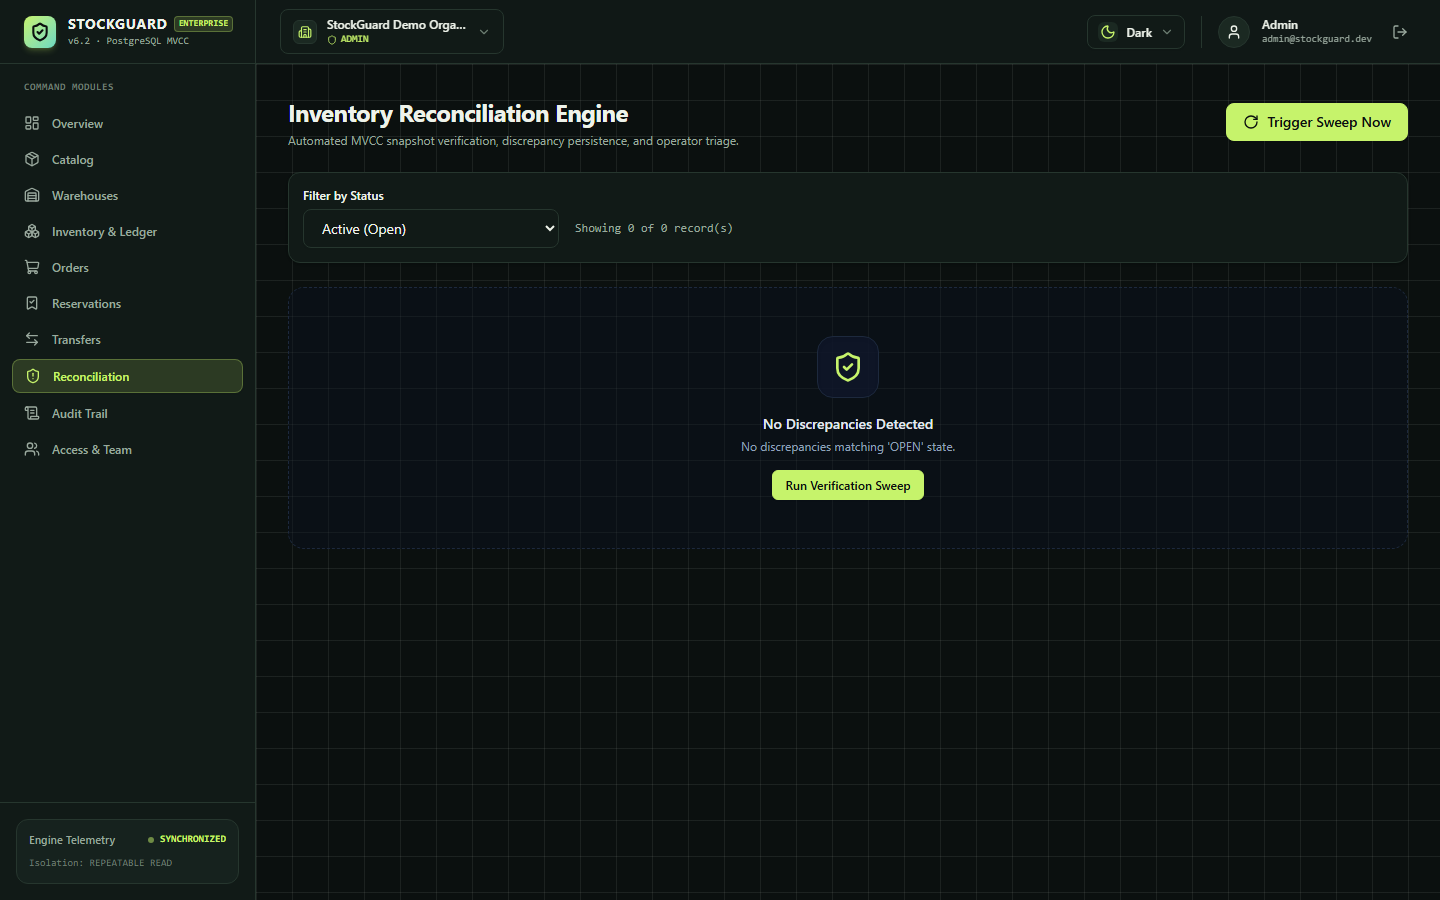 STOCKGUARD ENTERPRISE
v6.2 · PostgreSQL MVCC
StockGuard Demo Orga...
ADMIN
Dark
Admin
admin@stockguard.dev
COMMAND MODULES
Overview
Catalog
Warehouses
Inventory & Ledger
Orders
Reservations
Transfers
Reconciliation
Audit Trail
Access & Team
Engine Telemetry
SYNCHRONIZED
Isolation: REPEATABLE READ
Inventory Reconciliation Engine
Automated MVCC snapshot verification, discrepancy persistence, and operator triage.
Trigger Sweep Now
Filter by Status
Active (Open)
Showing 0 of 0 record(s)
No Discrepancies Detected
No discrepancies matching 'OPEN' state.
Run Verification Sweep